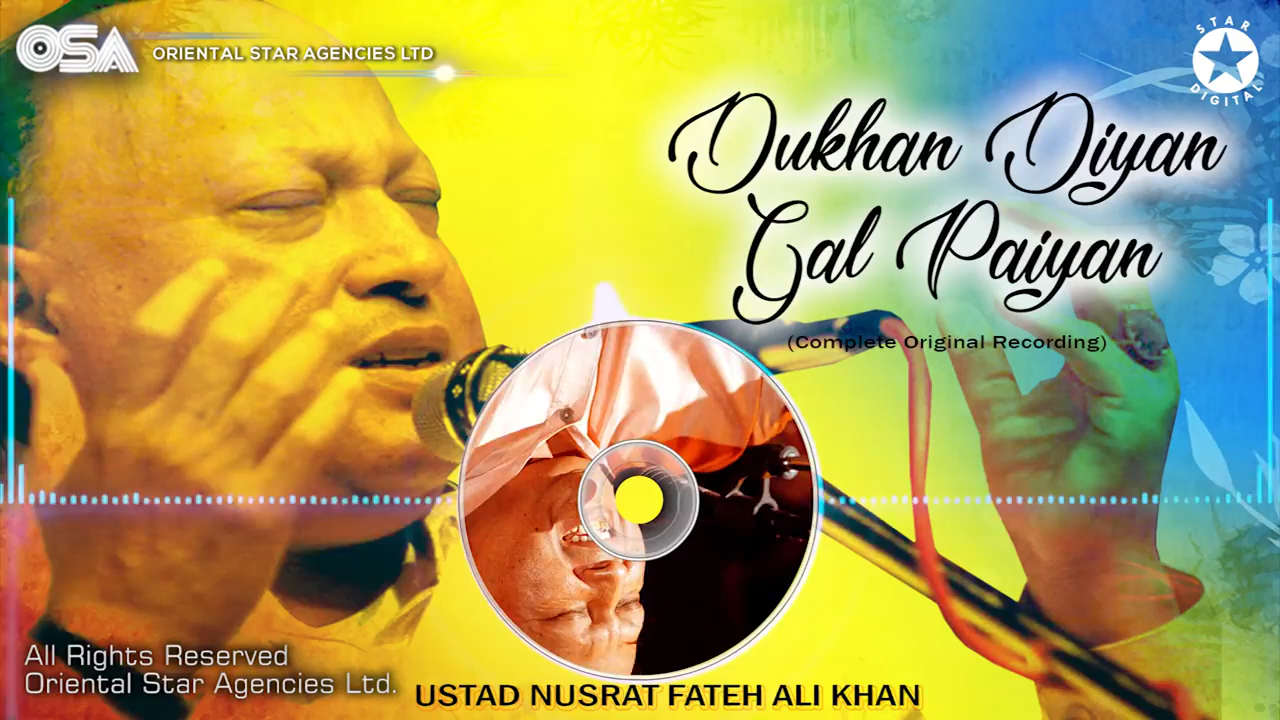 OSA
ORIENTAL STAR AGENCIES LTD
STAR
DIGITAL
Dukhan Diyan
Gal Paiyan
(Complete Original Recording)
All Rights Reserved
Oriental Star Agencies Ltd.
USTAD NUSRAT FATEH ALI KHAN